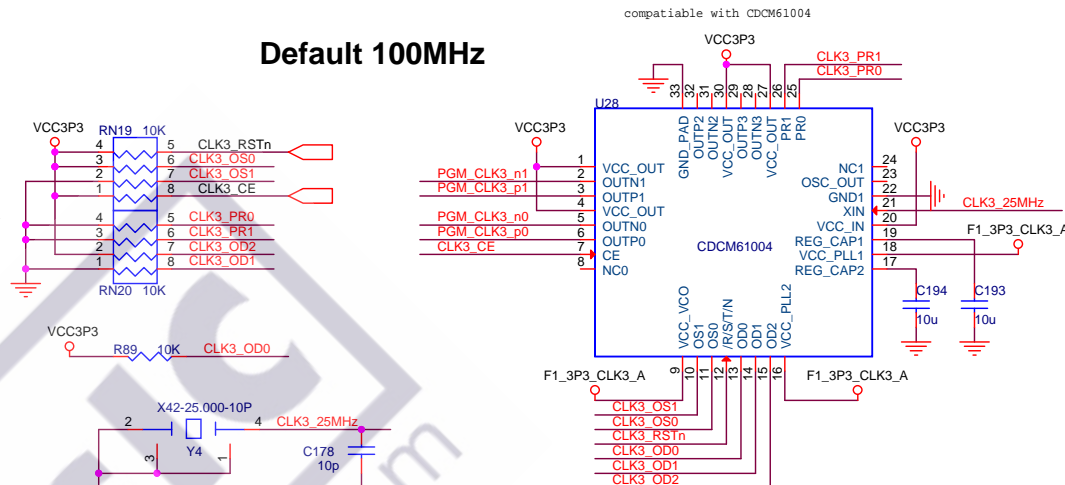 compatiable with CDCM61004
Default 100MHz
VCC3P3
CLK3_PR1
CLK3_PR0
33
32
31
30
29
28
27
26
25
U28
GND_PAD
OUTP2
OUTN2
VCC_OUT
OUTP3
OUTN3
VCC_OUT
PR1
PR0
VCC3P3
RN19 10K
4 5 CLK3_RSTn
3 6 CLK3_OS0
2 7 CLK3_OS1
1 8 CLK3_CE
4 5 CLK3_PR0
3 6 CLK3_PR1
2 7 CLK3_OD2
1 8 CLK3_OD1
RN20 10K
VCC3P3
1 VCC_OUT
PGM_CLK3_n1 2 OUTN1
PGM_CLK3_p1 3 OUTP1
4 VCC_OUT
PGM_CLK3_n0 5 OUTN0
PGM_CLK3_p0 6 OUTP0
CLK3_CE 7 CE
8 NC0
CDCM61004
VCC3P3
NC1 24
OSC_OUT 23
GND1 22
XIN 21 CLK3_25MHz
VCC_IN 20
REG_CAP1 19 F1_3P3_CLK3_A
VCC_PLL1 18
REG_CAP2 17
C194
10u
C193
10u
VCC_VCO
OS1
OS0
/R/S/T/N
OD0
OD1
OD2
VCC_PLL2
9
10
11
12
13
14
15
16
F1_3P3_CLK3_A
F1_3P3_CLK3_A
CLK3_OS1
CLK3_OS0
CLK3_RSTn
CLK3_OD0
CLK3_OD1
CLK3_OD2
VCC3P3
R89 10K CLK3_OD0
X42-25.000-10P
2 4 CLK3_25MHz
Y4
3 1
C178
10p